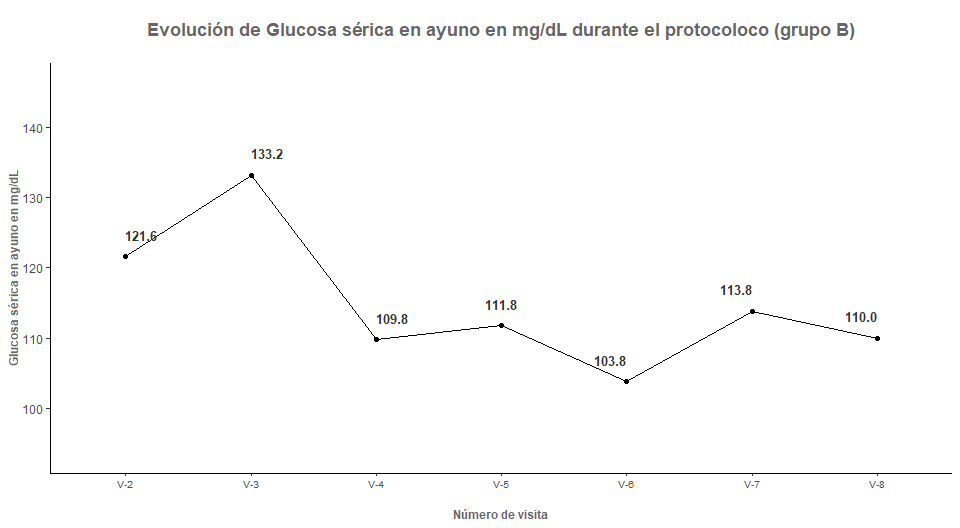 Evolución de Glucosa sérica en ayuno en mg/dL durante el protocoloco (grupo B)
Glucosa sérica en ayuno en mg/dL
140
130
120
110
100
121.6
133.2
109.8
111.8
103.8
113.8
110.0
V-2
V-3
V-4
V-5
V-6
V-7
V-8
Número de visita